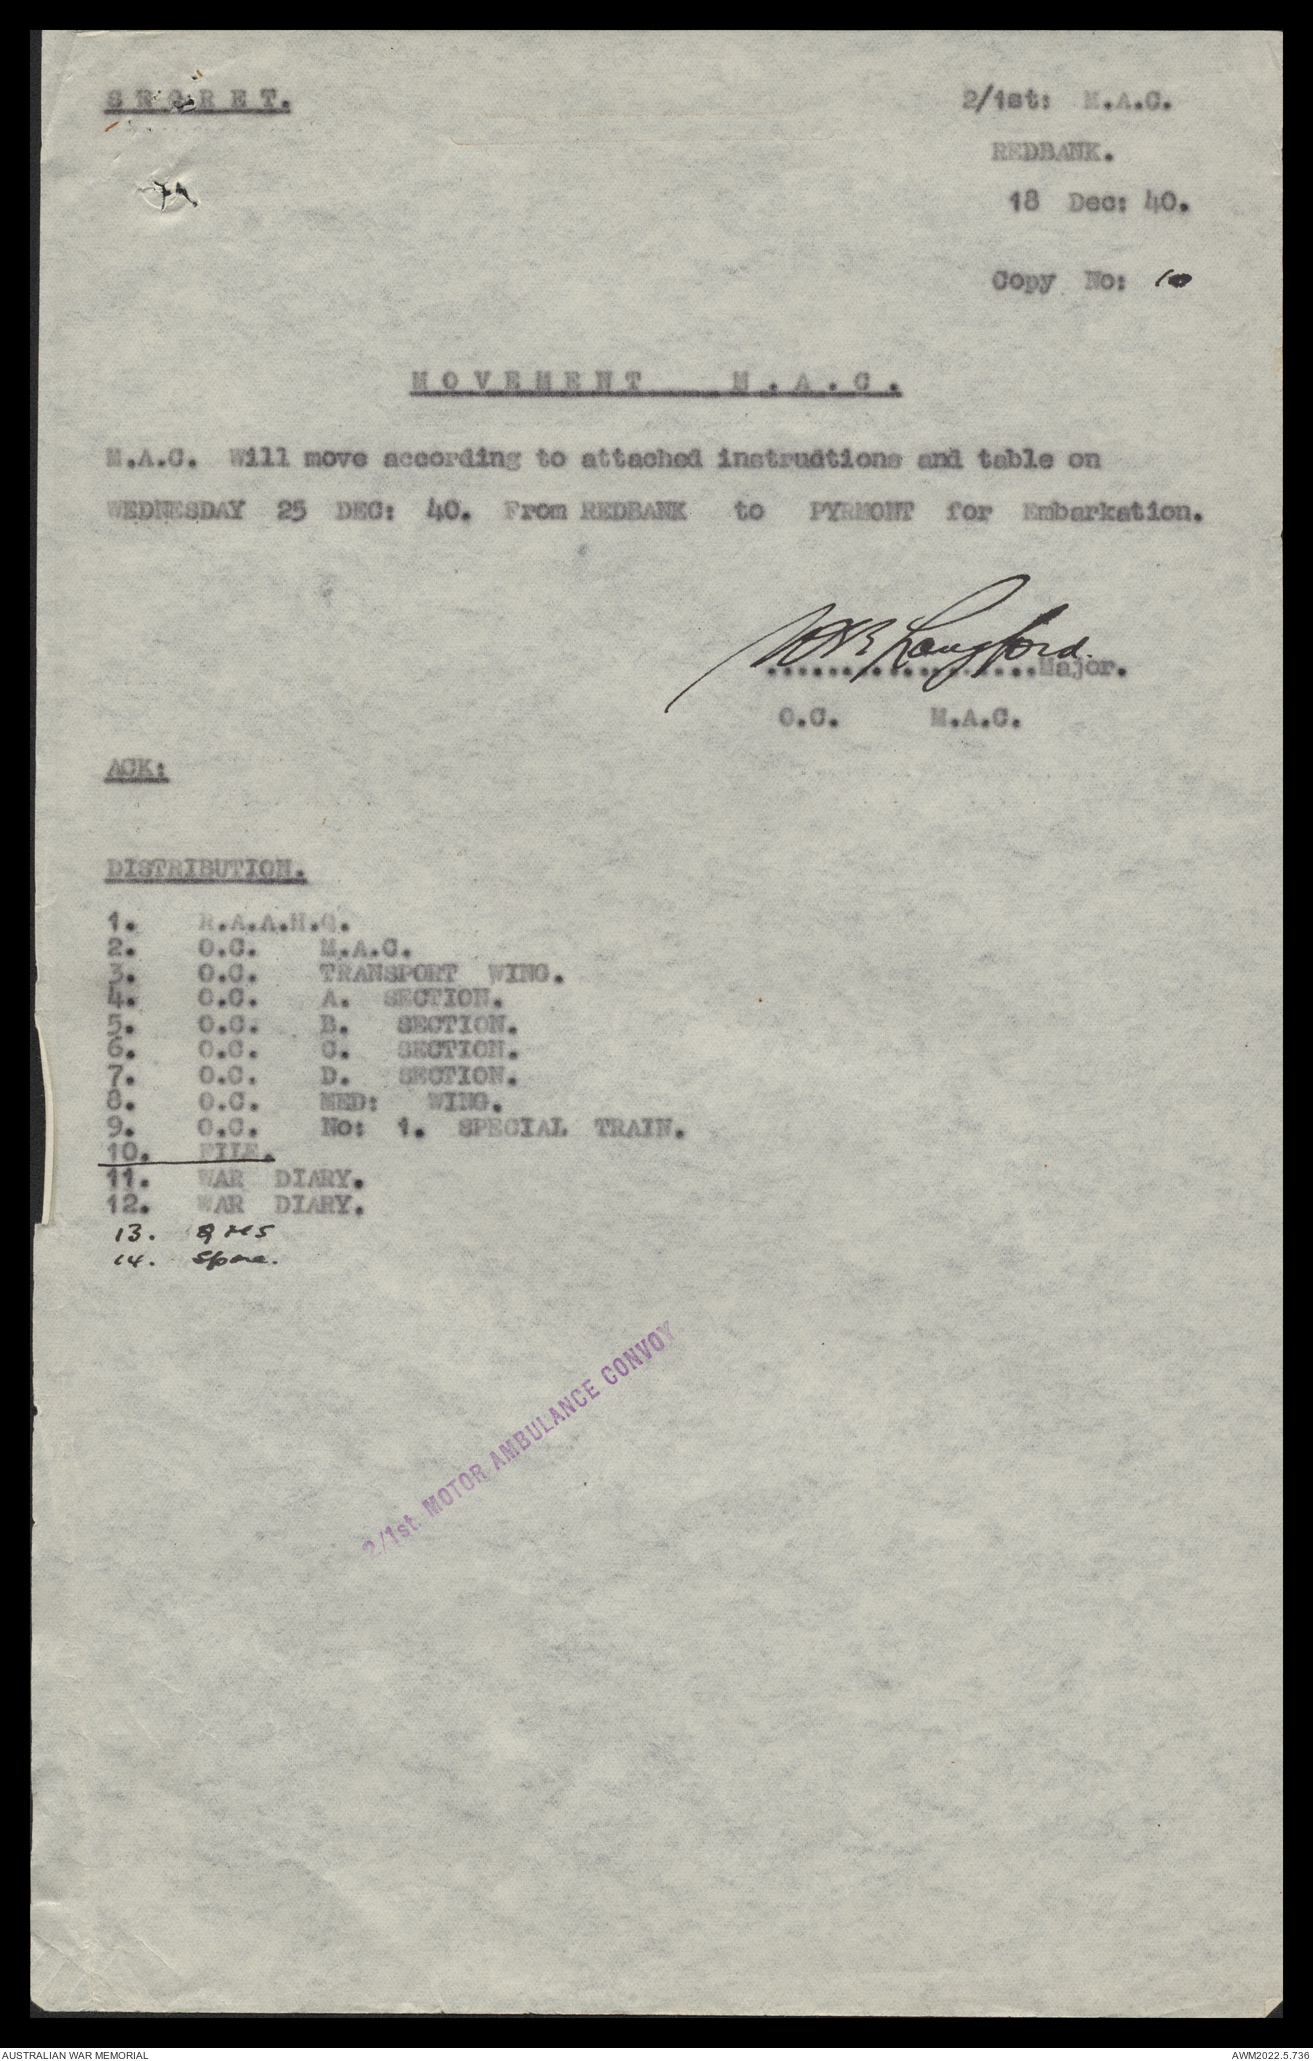 S E C R E T.
2/1st: M.A.C.
REDBANK.
18 Dec: 40.
Copy No: 10
M O V E M E N T M . A . C .
M.A.C. Will move according to attached instrudtions and table on
WEDNESDAY 25 DEC: 40. From REDBANK to PYRMONT for Embarkation.
Langford
..................Major.
O.C. M.A.C.
ACK:
DISTRIBUTION.
1. R.A.A.H.Q.
2. O.C. M.A.C.
3. O.C. TRANSPORT WING.
4. O.C. A. SECTION.
5. O.C. B. SECTION.
6. O.C. C. SECTION.
7. O.C. D. SECTION.
8. O.C. MED: WING.
9. O.C. No: 1. SPECIAL TRAIN.
10. FILE.
11. WAR DIARY.
12. WAR DIARY.
13. QMS
14. Spare.
2/1st. MOTOR AMBULANCE CONVOY
AUSTRALIAN WAR MEMORIAL
AWM2022.5.736